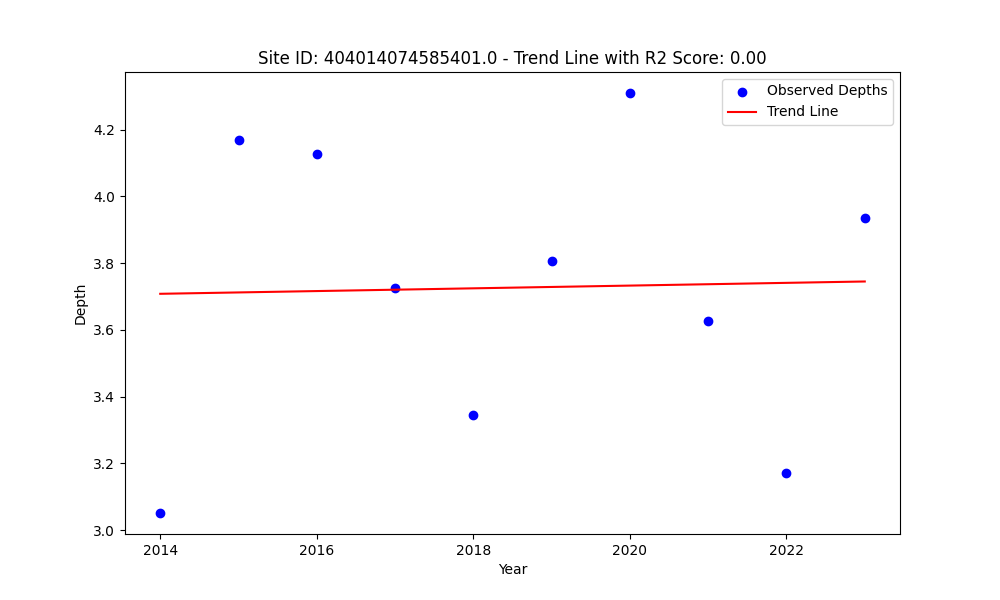 Site ID: 404014074585401.0 - Trend Line with R2 Score: 0.00
Observed Depths
Trend Line
4.2
4.0
3.8
3.6
3.4
3.2
3.0
Depth
2014 2016 2018 2020 2022
Year